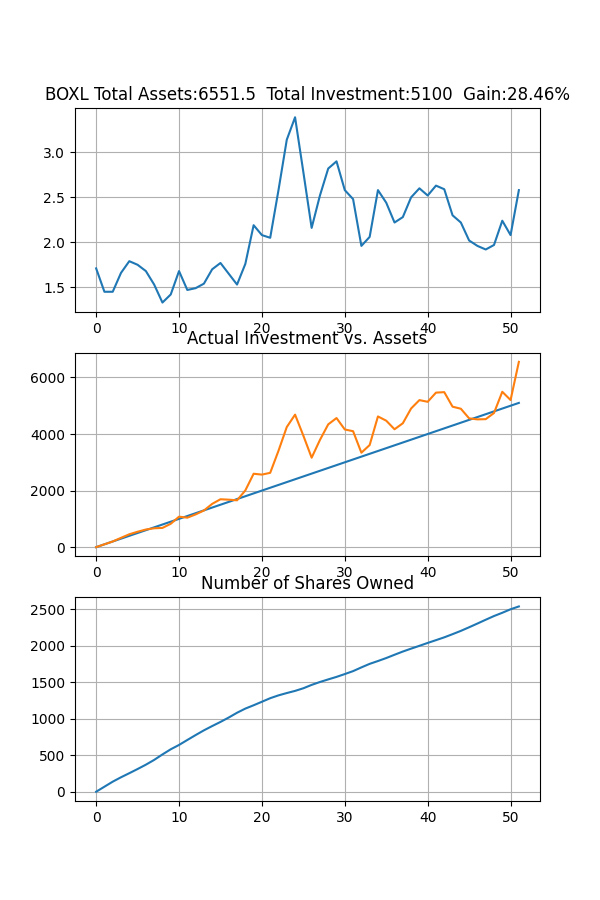 BOXL Total Assets:6551.5  Total Investment:5100  Gain:28.46%
3.0
2.5
2.0
1.5
0 10 20 30 40 50
Actual Investment vs. Assets
6000
4000
2000
0
0 10 20 30 40 50
Number of Shares Owned
2500
2000
1500
1000
500
0
0 10 20 30 40 50